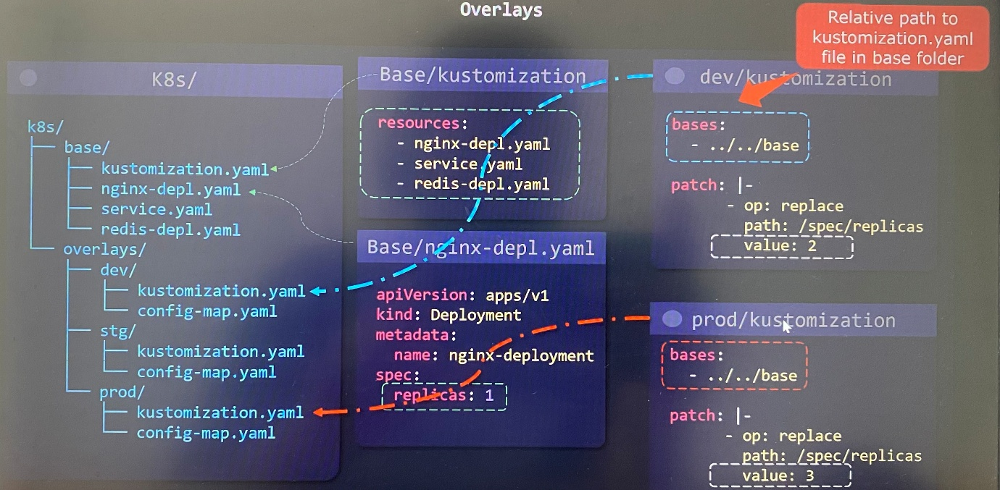 Overlays
Relative path to
kustomization.yaml
file in base folder
K8s/
k8s/
base/
kustomization.yaml
nginx-depl.yaml
service.yaml
redis-depl.yaml
overlays/
dev/
kustomization.yaml
config-map.yaml
stg/
kustomization.yaml
config-map.yaml
prod/
kustomization.yaml
config-map.yaml
Base/kustomization
resources:
- nginx-depl.yaml
- service.yaml
- redis-depl.yaml
Base/nginx-depl.yaml
apiVersion: apps/v1
kind: Deployment
metadata:
name: nginx-deployment
spec:
replicas: 1
dev/kustomization
bases:
- ../../base
patch: |-
- op: replace
path: /spec/replicas
value: 2
prod/kustomization
bases:
- ../../base
patch: |-
- op: replace
path: /spec/replicas
value: 3